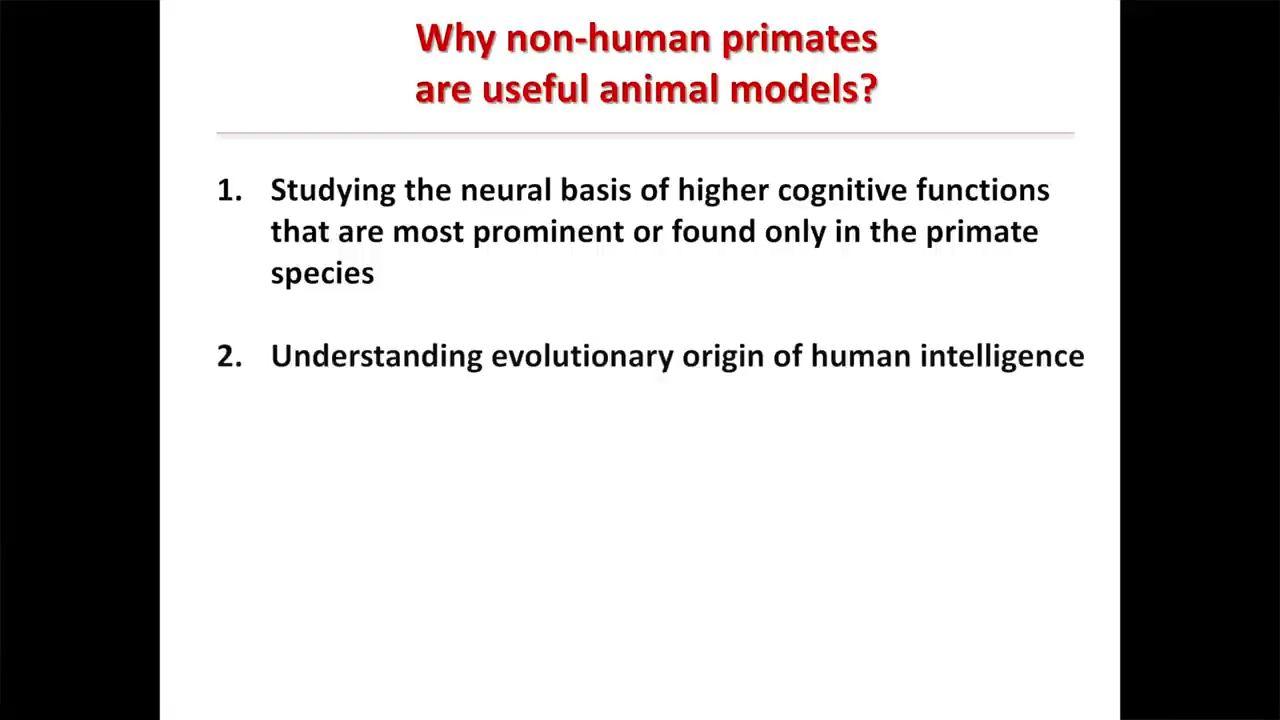 Why non-human primates
are useful animal models?
1. Studying the neural basis of higher cognitive functions
that are most prominent or found only in the primate
species
2. Understanding evolutionary origin of human intelligence